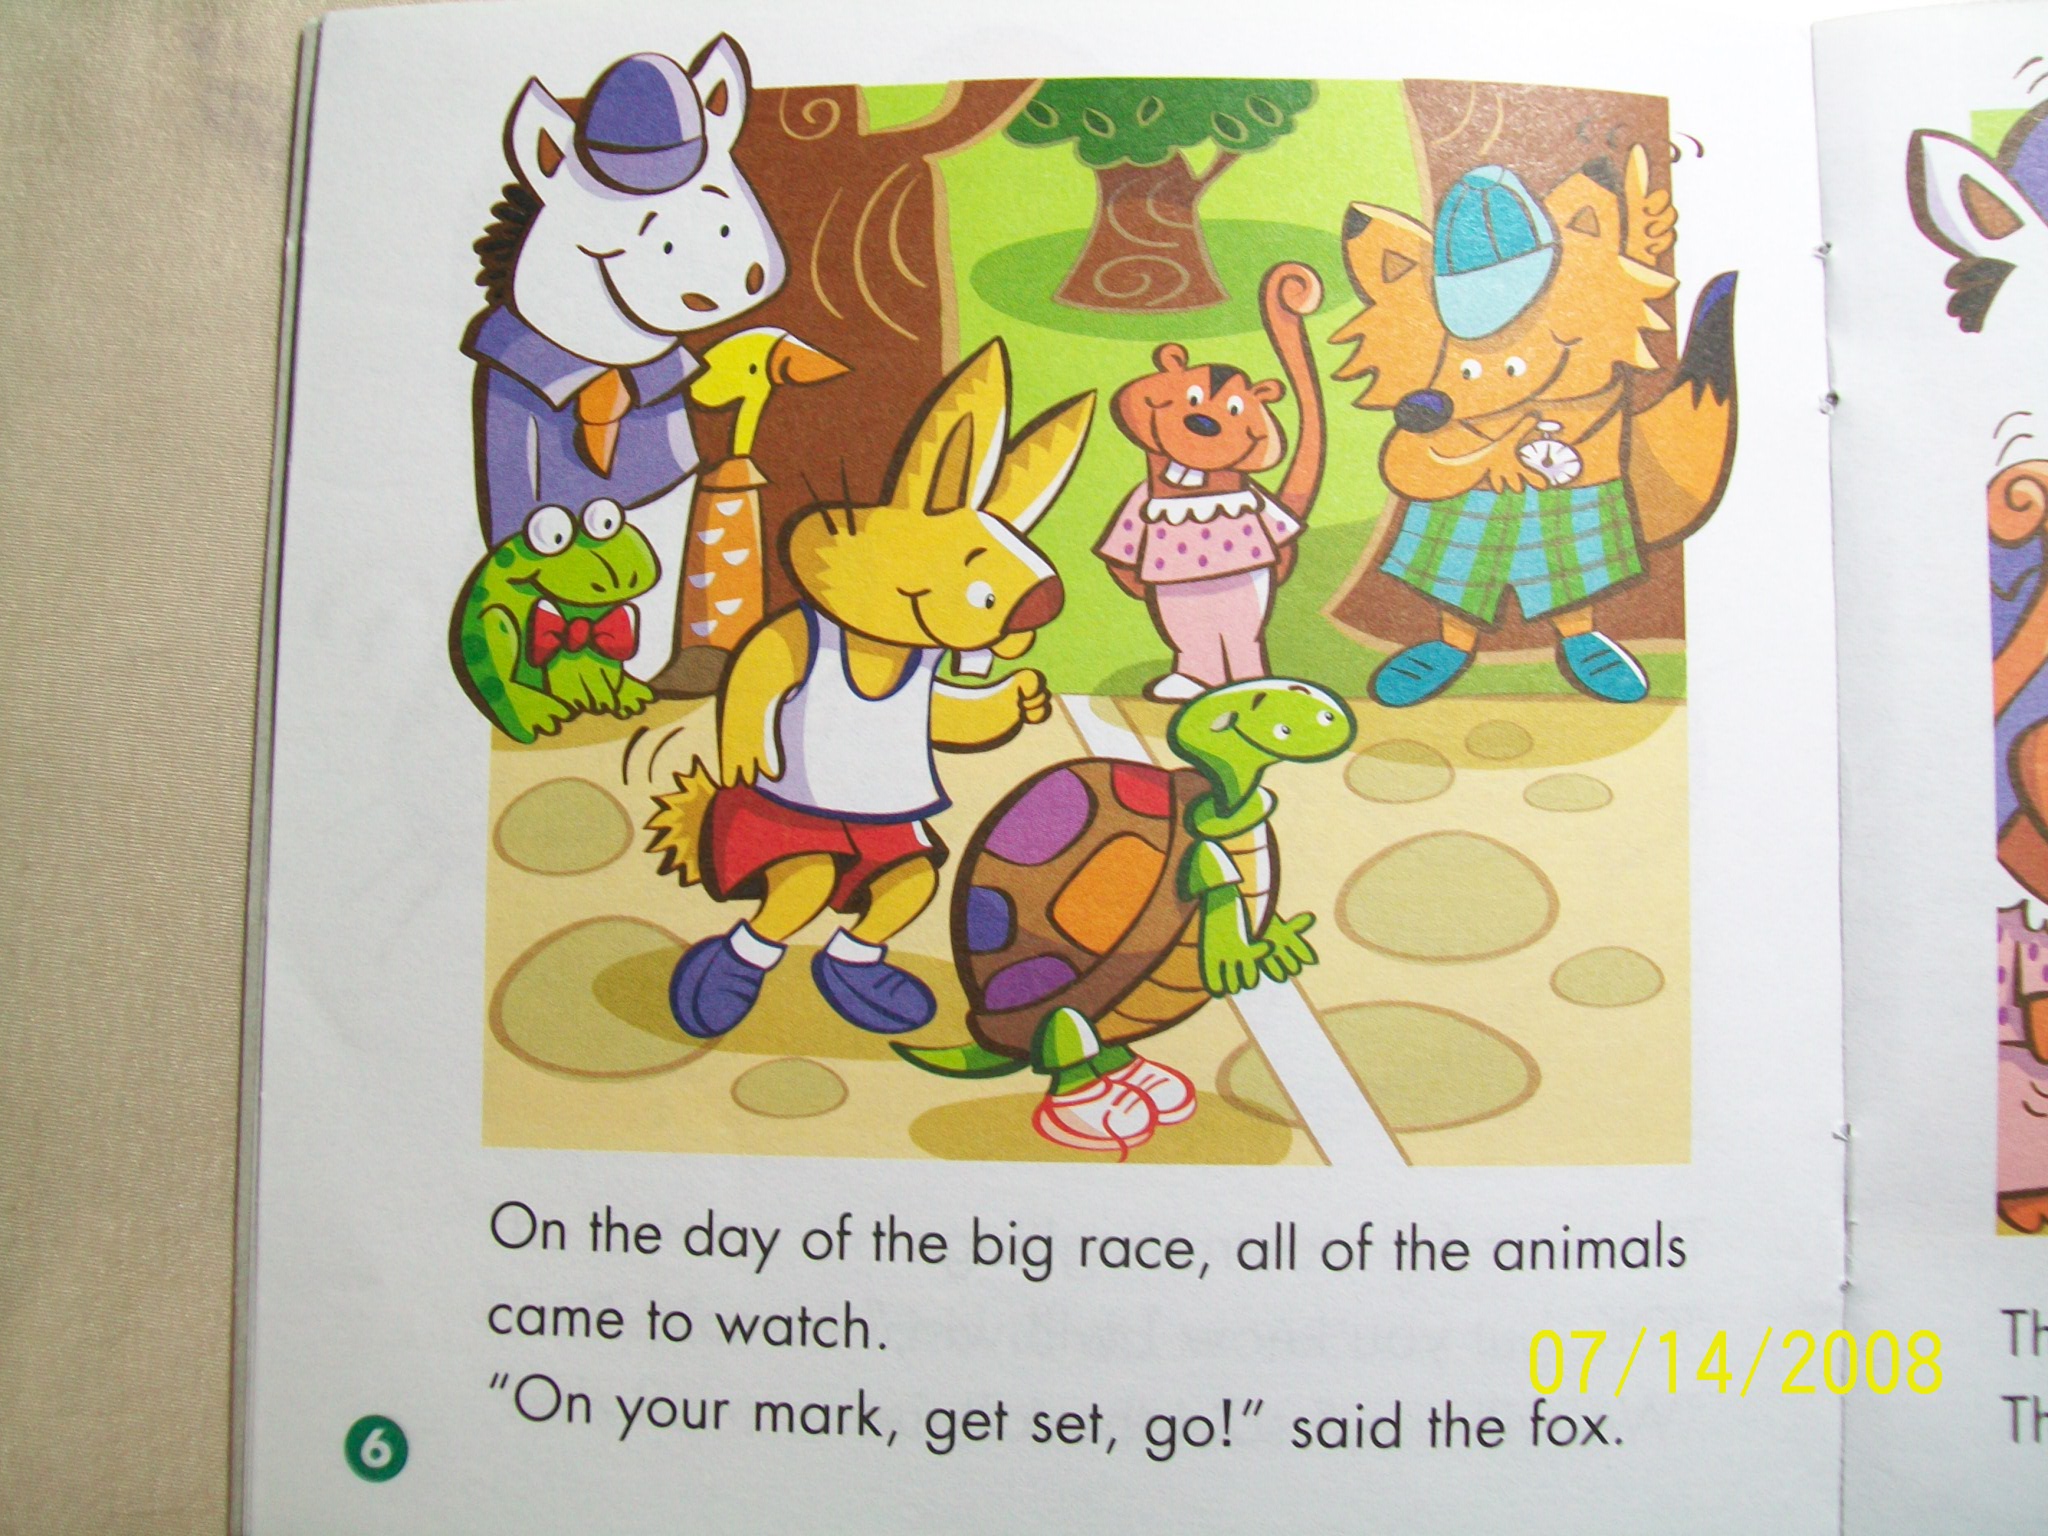 On the day of the big race, all of the animals
came to watch.
"On your mark, get set, go!" said the fox.
6
07/14/2008